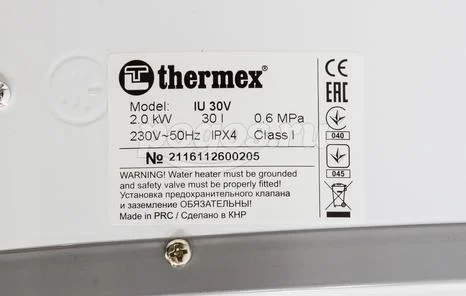 thermex®
Model: IU 30V
2.0 kW 30 l 0.6 MPa
230V~50Hz IPX4 Class I
№ 2116112600205
WARNING! Water heater must be grounded
and safety valve must be properly fitted!
Установка предохранительного клапана
и заземление ОБЯЗАТЕЛЬНЫ!
Made in PRC / Сделано в КНР
CE
EAC
040
045